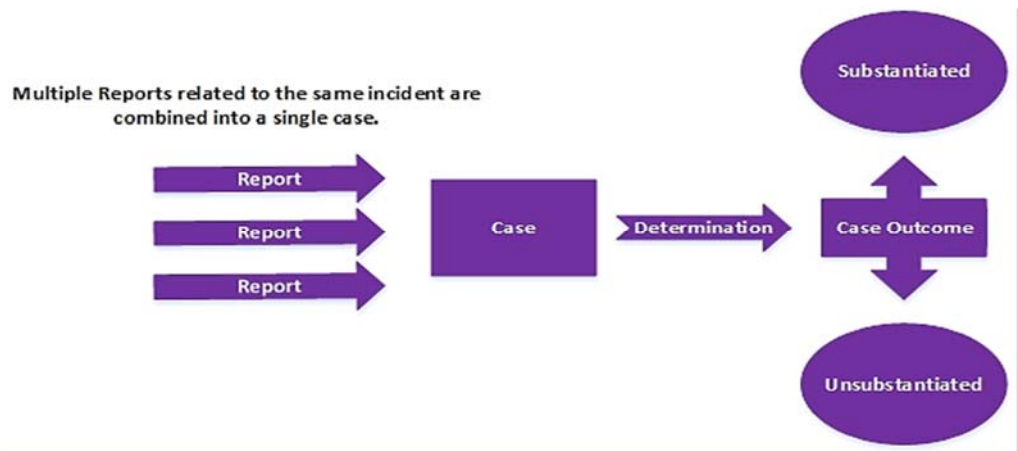 Multiple Reports related to the same incident are
combined into a single case.
Report
Report
Report
Case
Determination
Case Outcome
Substantiated
Unsubstantiated